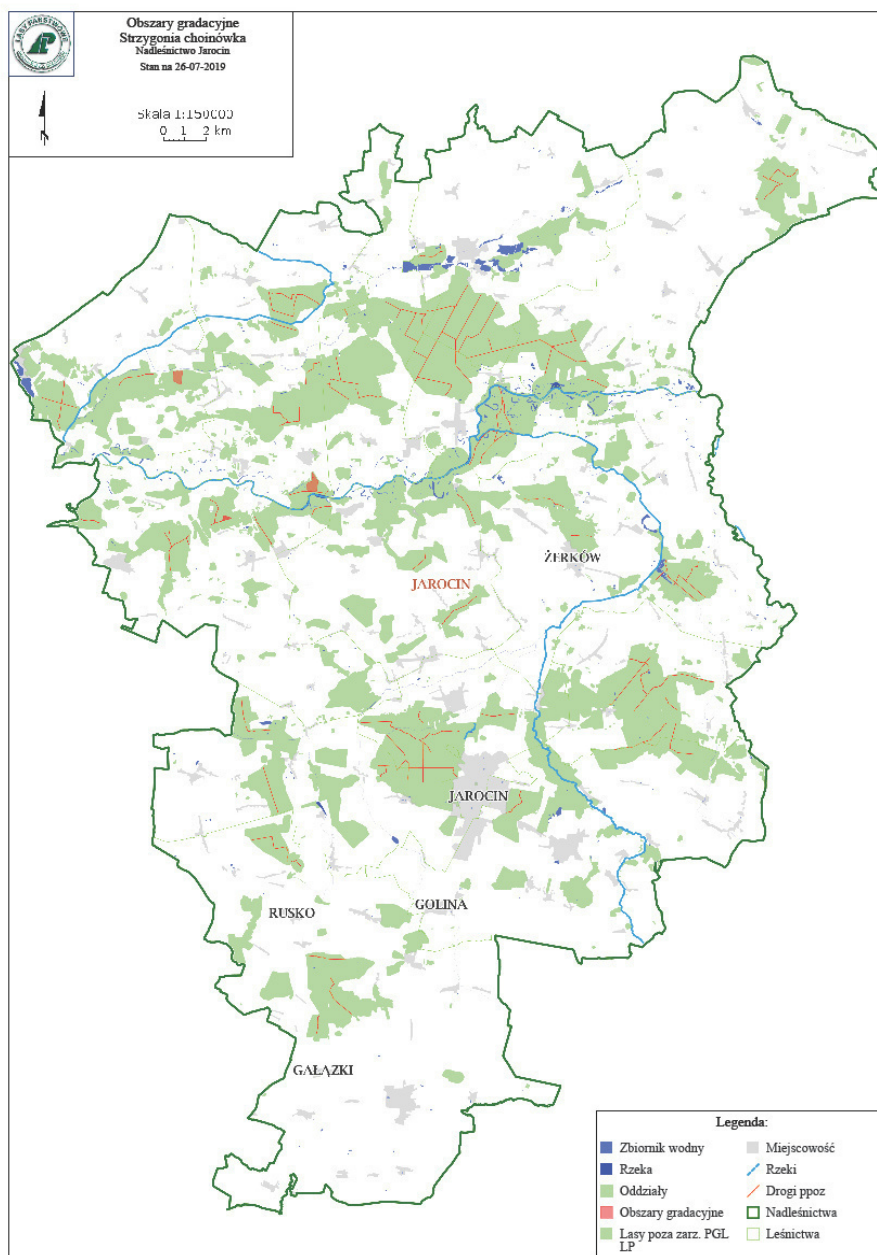 LASY PAŃSTWOWE
Obszary gradacyjne
Strzygonia choinówka
Nadleśnictwo Jarocin
Stan na 26-07-2019
Skala 1:150000
0 1 2 km
ŻERKÓW
JAROCIN
JAROCIN
GOLINA
RUSKO
GAŁĄZKI
Legenda:
Zbiornik wodny
Rzeka
Oddziały
Obszary gradacyjne
Lasy poza zarz. PGL
LP
Miejscowość
Rzeki
Drogi ppoz
Nadleśnictwa
Leśnictwa